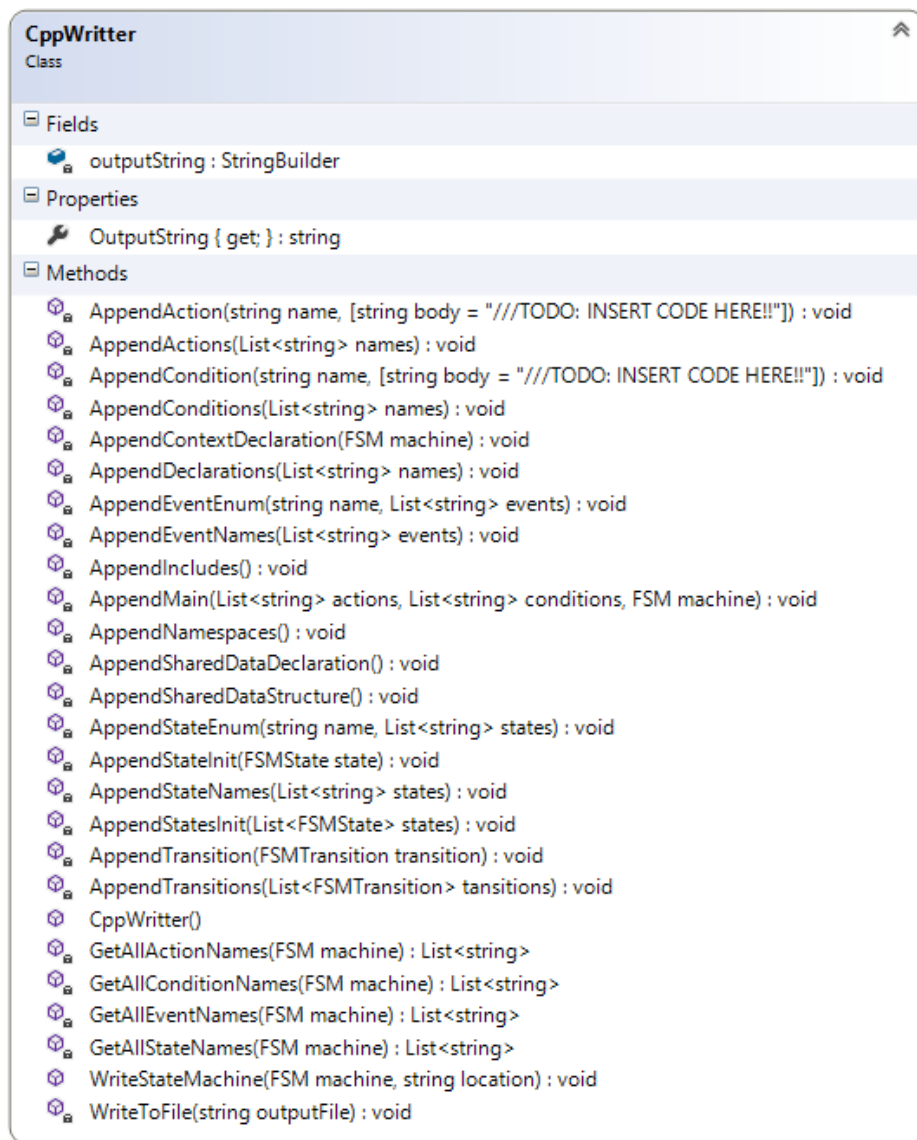 CppWritter
Class
Fields
outputString : StringBuilder
Properties
OutputString { get; } : string
Methods
AppendAction(string name, [string body = "///TODO: INSERT CODE HERE!!"]) : void
AppendActions(List<string> names) : void
AppendCondition(string name, [string body = "///TODO: INSERT CODE HERE!!"]) : void
AppendConditions(List<string> names) : void
AppendContextDeclaration(FSM machine) : void
AppendDeclarations(List<string> names) : void
AppendEventEnum(string name, List<string> events) : void
AppendEventNames(List<string> events) : void
AppendIncludes() : void
AppendMain(List<string> actions, List<string> conditions, FSM machine) : void
AppendNamespaces() : void
AppendSharedDataDeclaration() : void
AppendSharedDataStructure() : void
AppendStateEnum(string name, List<string> states) : void
AppendStateInit(FSMState state) : void
AppendStateNames(List<string> states) : void
AppendStatesInit(List<FSMState> states) : void
AppendTransition(FSMTransition transition) : void
AppendTransitions(List<FSMTransition> tansitions) : void
CppWritter()
GetAllActionNames(FSM machine) : List<string>
GetAllConditionNames(FSM machine) : List<string>
GetAllEventNames(FSM machine) : List<string>
GetAllStateNames(FSM machine) : List<string>
WriteStateMachine(FSM machine, string location) : void
WriteToFile(string outputFile) : void